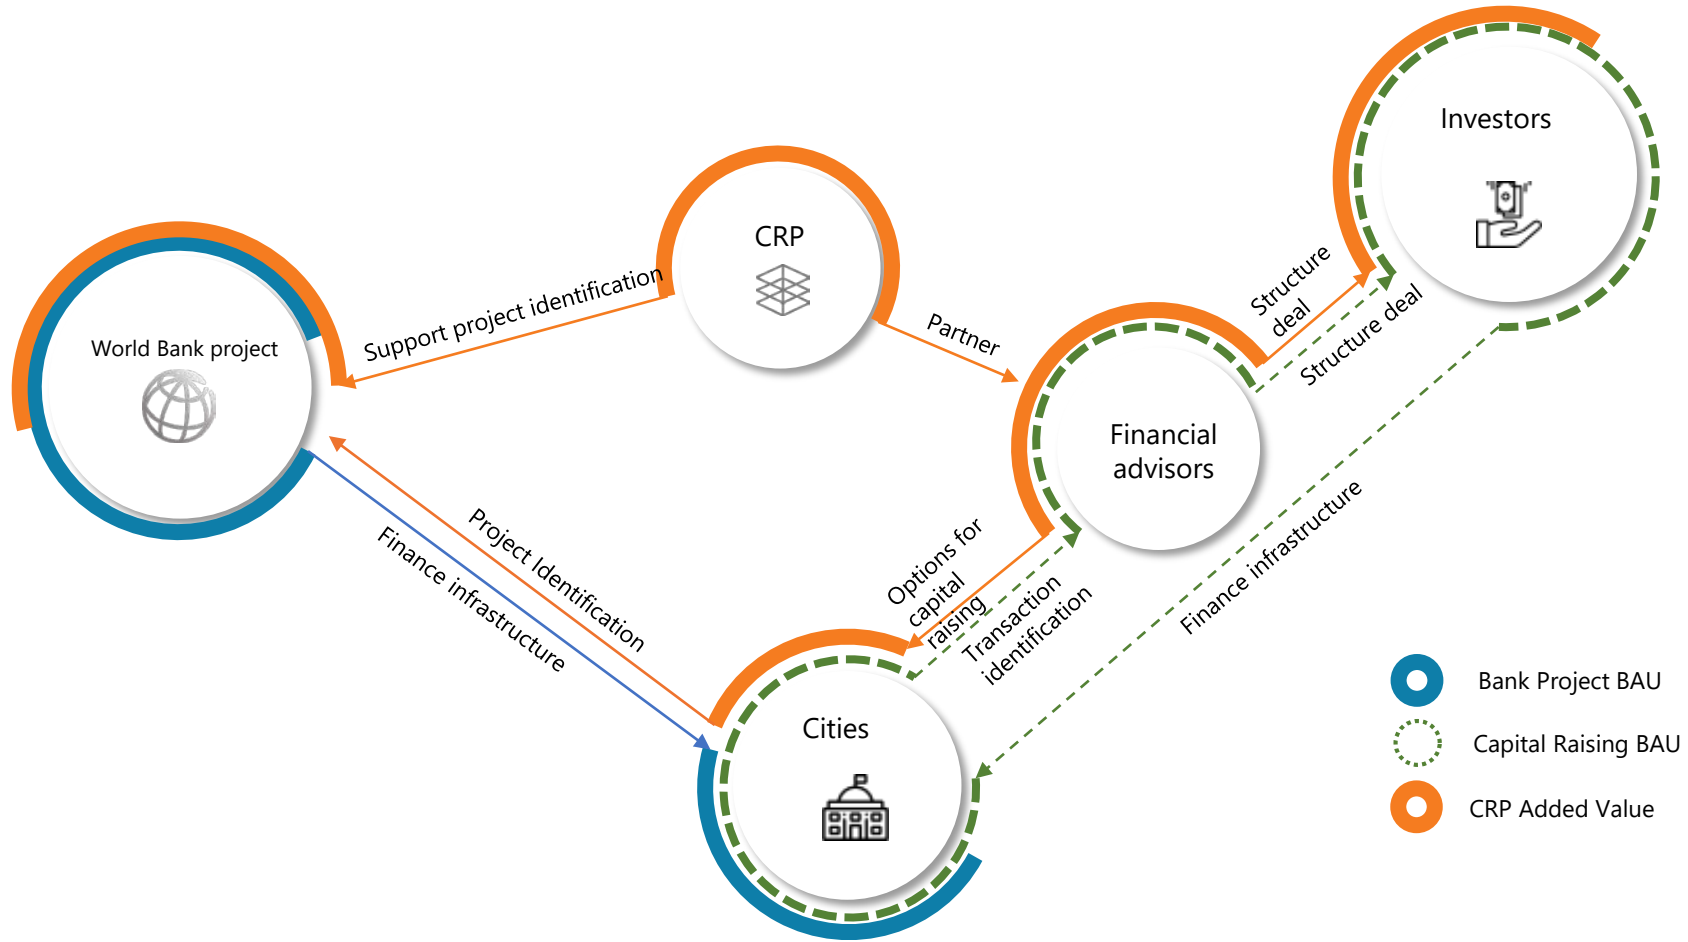 Investors
CRP
Structure
deal
Structure deal
Support project identification
Partner
World Bank project
Financial
advisors
Project Identification
Finance infrastructure
Options for
capital
raising
Transaction
identification
Finance infrastructure
Cities
Bank Project BAU
Capital Raising BAU
CRP Added Value